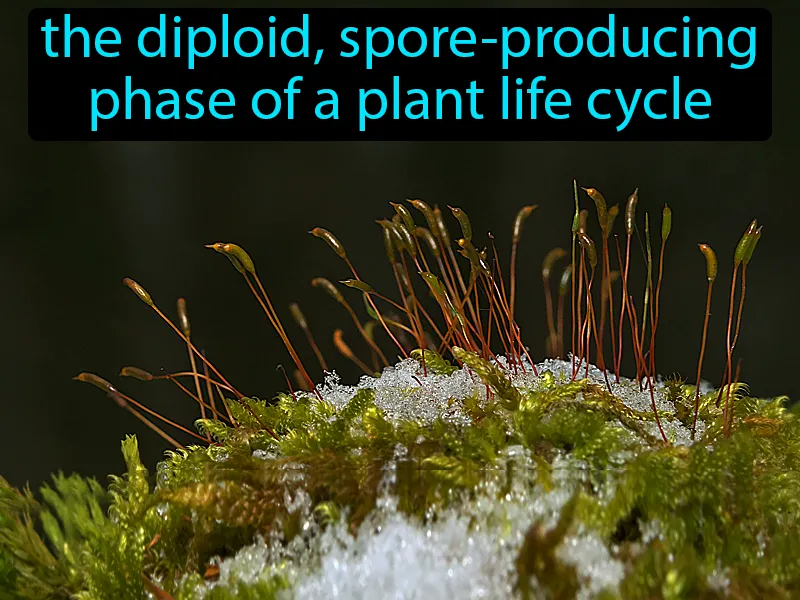 the diploid, spore-producing
phase of a plant life cycle